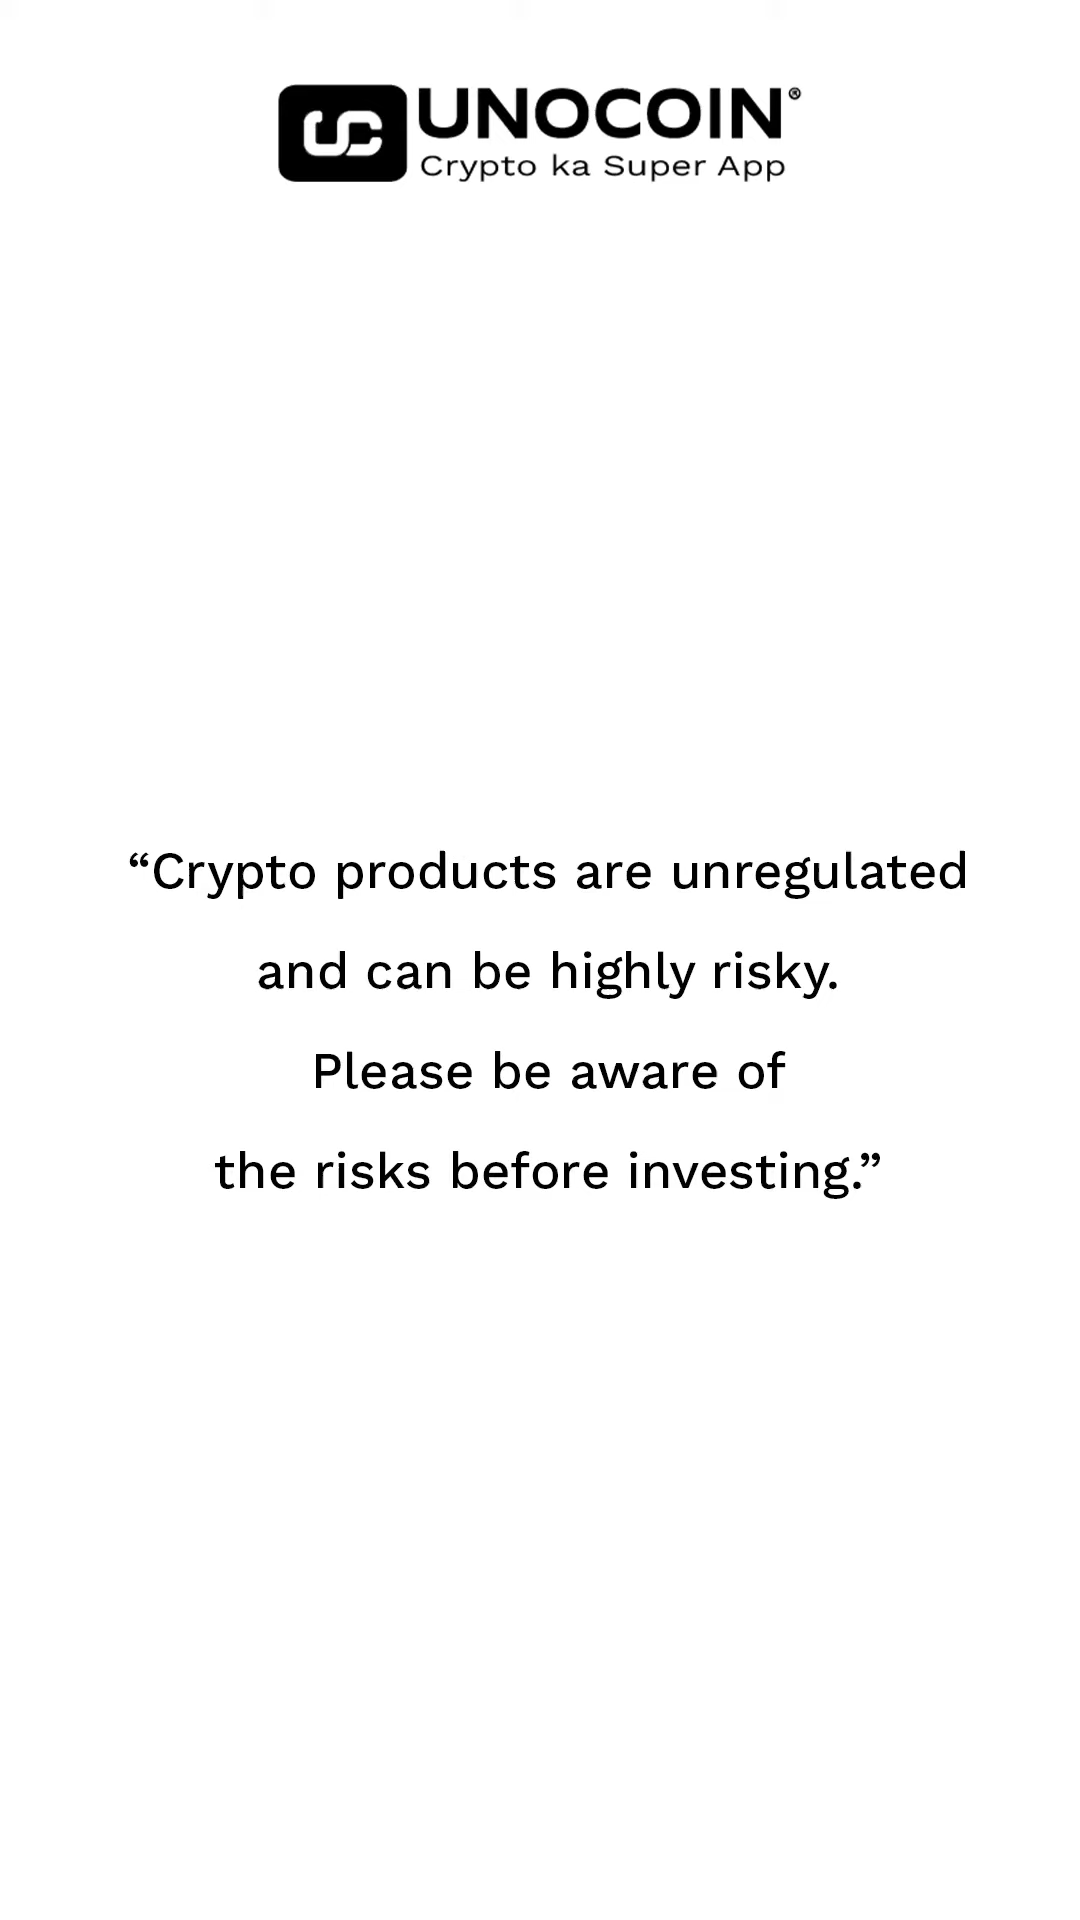 UNOCOIN®
Crypto ka Super App
“Crypto products are unregulated
and can be highly risky.
Please be aware of
the risks before investing.”